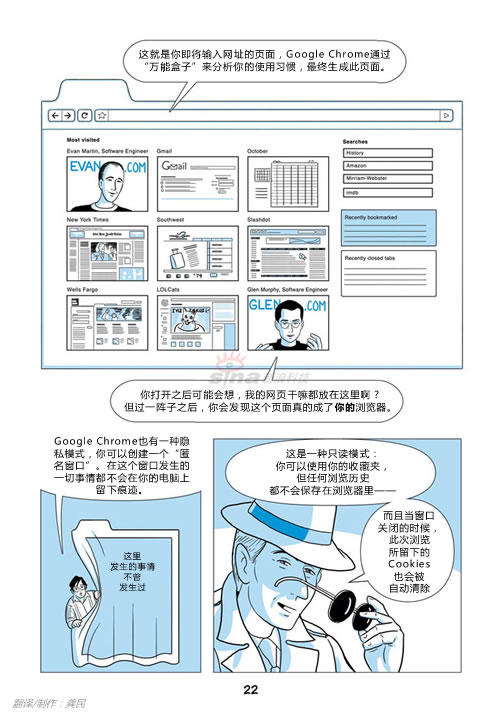 这就是你即将输入网址的页面，Google Chrome通过
“万能盒子”来分析你的使用习惯，最终生成此页面。
Most visited
Evan Martin, Software Engineer
Gmail
October
Searches
EVAN .COM
Gmail
History
Amazon
Mirriam-Webster
imdb
New York Times
Southwest
Slashdot
Recently bookmarked
'79
Recently closed tabs
Wells Fargo
LOLCats
Glen Murphy, Software Engineer
GLEN .COM
sina 新浪科技
你打开之后可能会想，我的网页干嘛都放在这里啊？
但过一阵子之后，你会发现这个页面真的成了你的浏览器。
Google Chrome也有一种隐
私模式，你可以创建一个“匿
名窗口”。在这个窗口发生的
一切事情都不会在你的电脑上
留下痕迹。
这里
发生的事情
不曾
发生过
这是一种只读模式：
你可以使用你的收藏夹，
但任何浏览历史
都不会保存在浏览器里——
而且当窗口
关闭的时候，
此次浏览
所留下的
Cookies
也会被
自动清除
22
翻译/制作：龚民